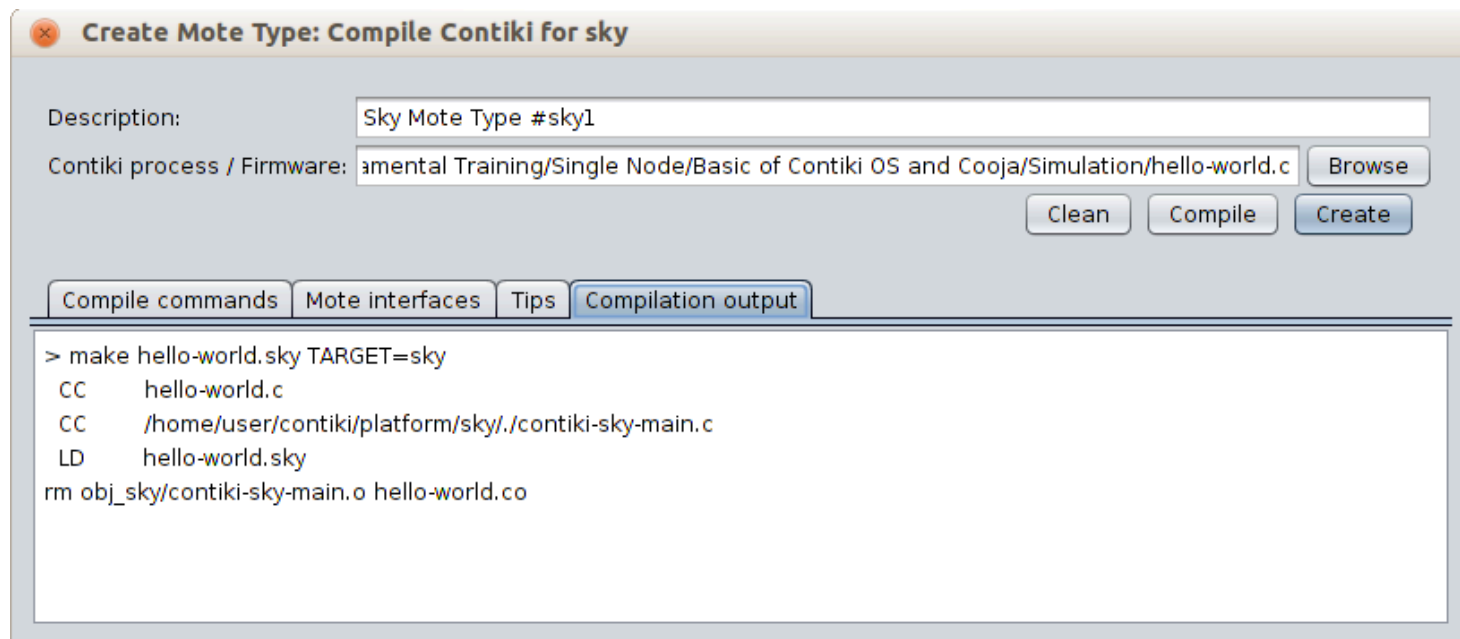 Create Mote Type: Compile Contiki for sky
Description: Sky Mote Type #sky1
Contiki process / Firmware: amental Training/Single Node/Basic of Contiki OS and Cooja/Simulation/hello-world.c Browse
Clean Compile Create
Compile commands Mote interfaces Tips Compilation output
> make hello-world.sky TARGET=sky
CC hello-world.c
CC /home/user/contiki/platform/sky/./contiki-sky-main.c
LD hello-world.sky
rm obj_sky/contiki-sky-main.o hello-world.co